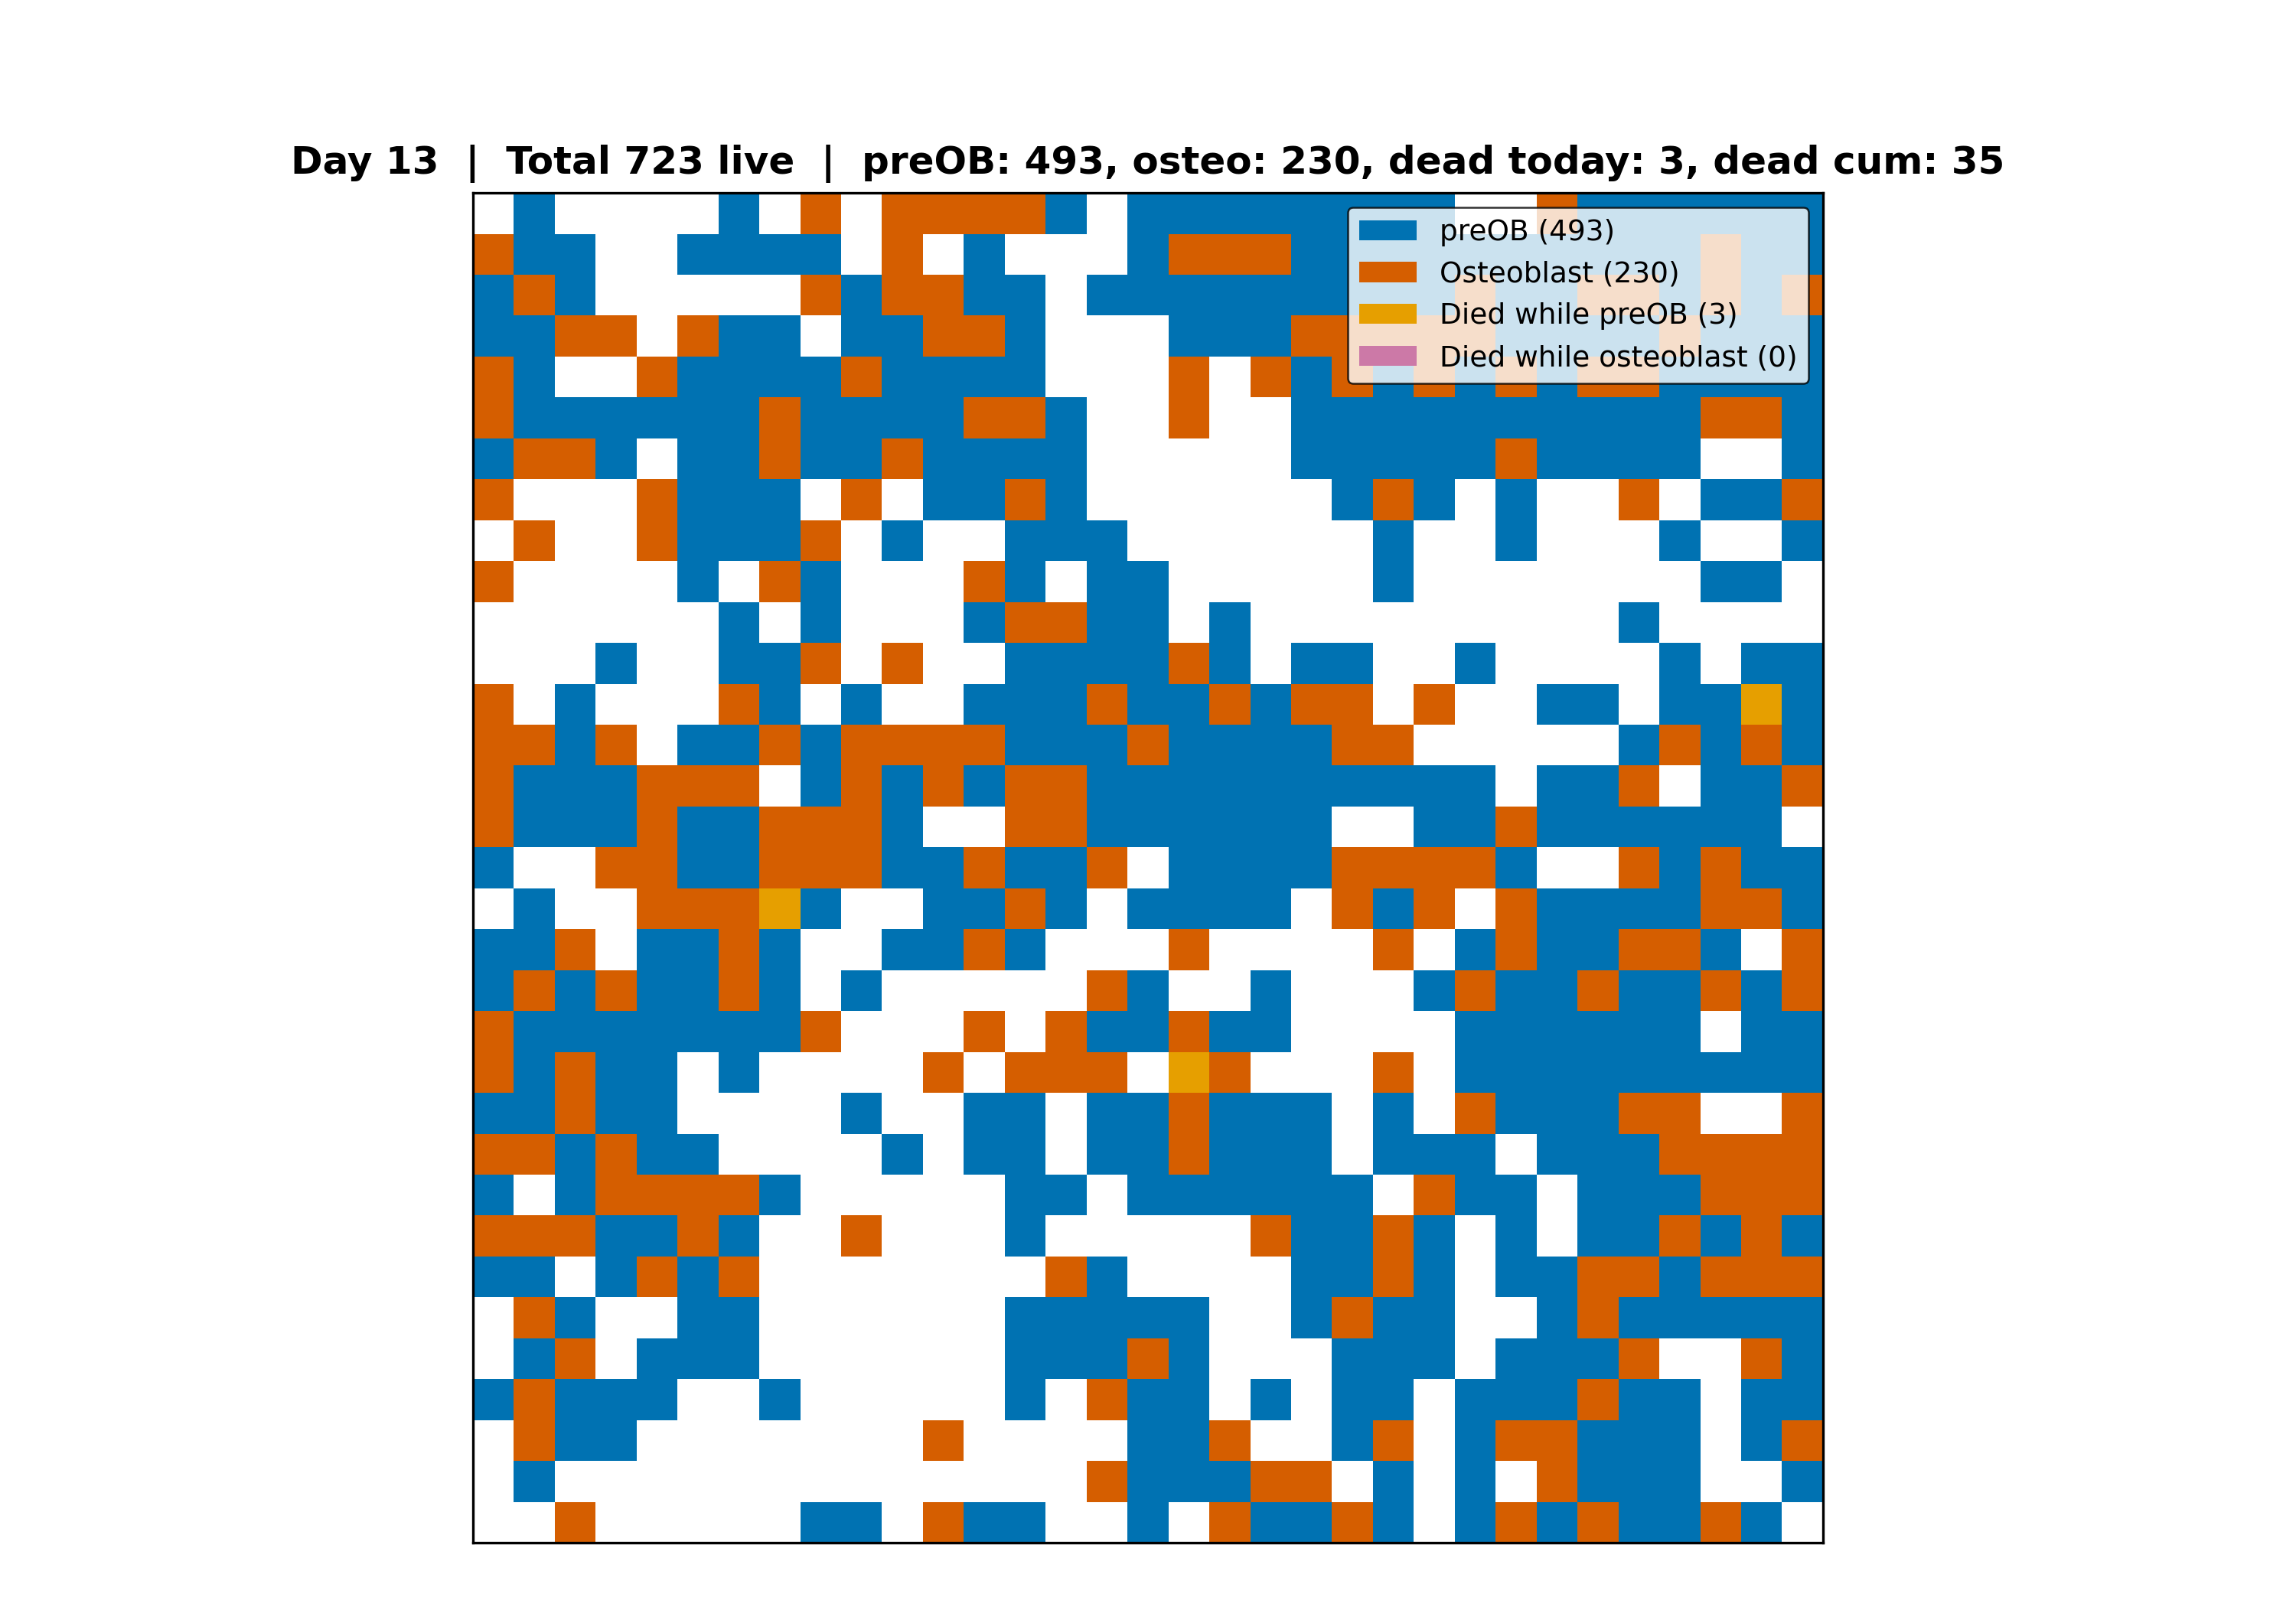 Day 13 | Total 723 live | preOB: 493, osteo: 230, dead today: 3, dead cum: 35
preOB (493)
Osteoblast (230)
Died while preOB (3)
Died while osteoblast (0)